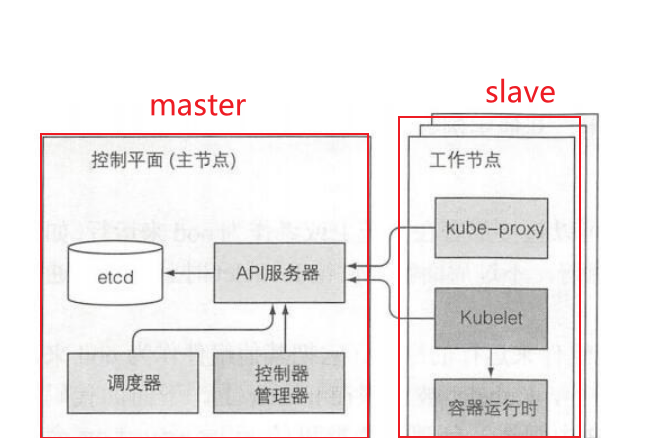 master
slave
控制平面 (主节点)
工作节点
kube-proxy
etcd
API服务器
Kubelet
调度器
控制器
管理器
容器运行时